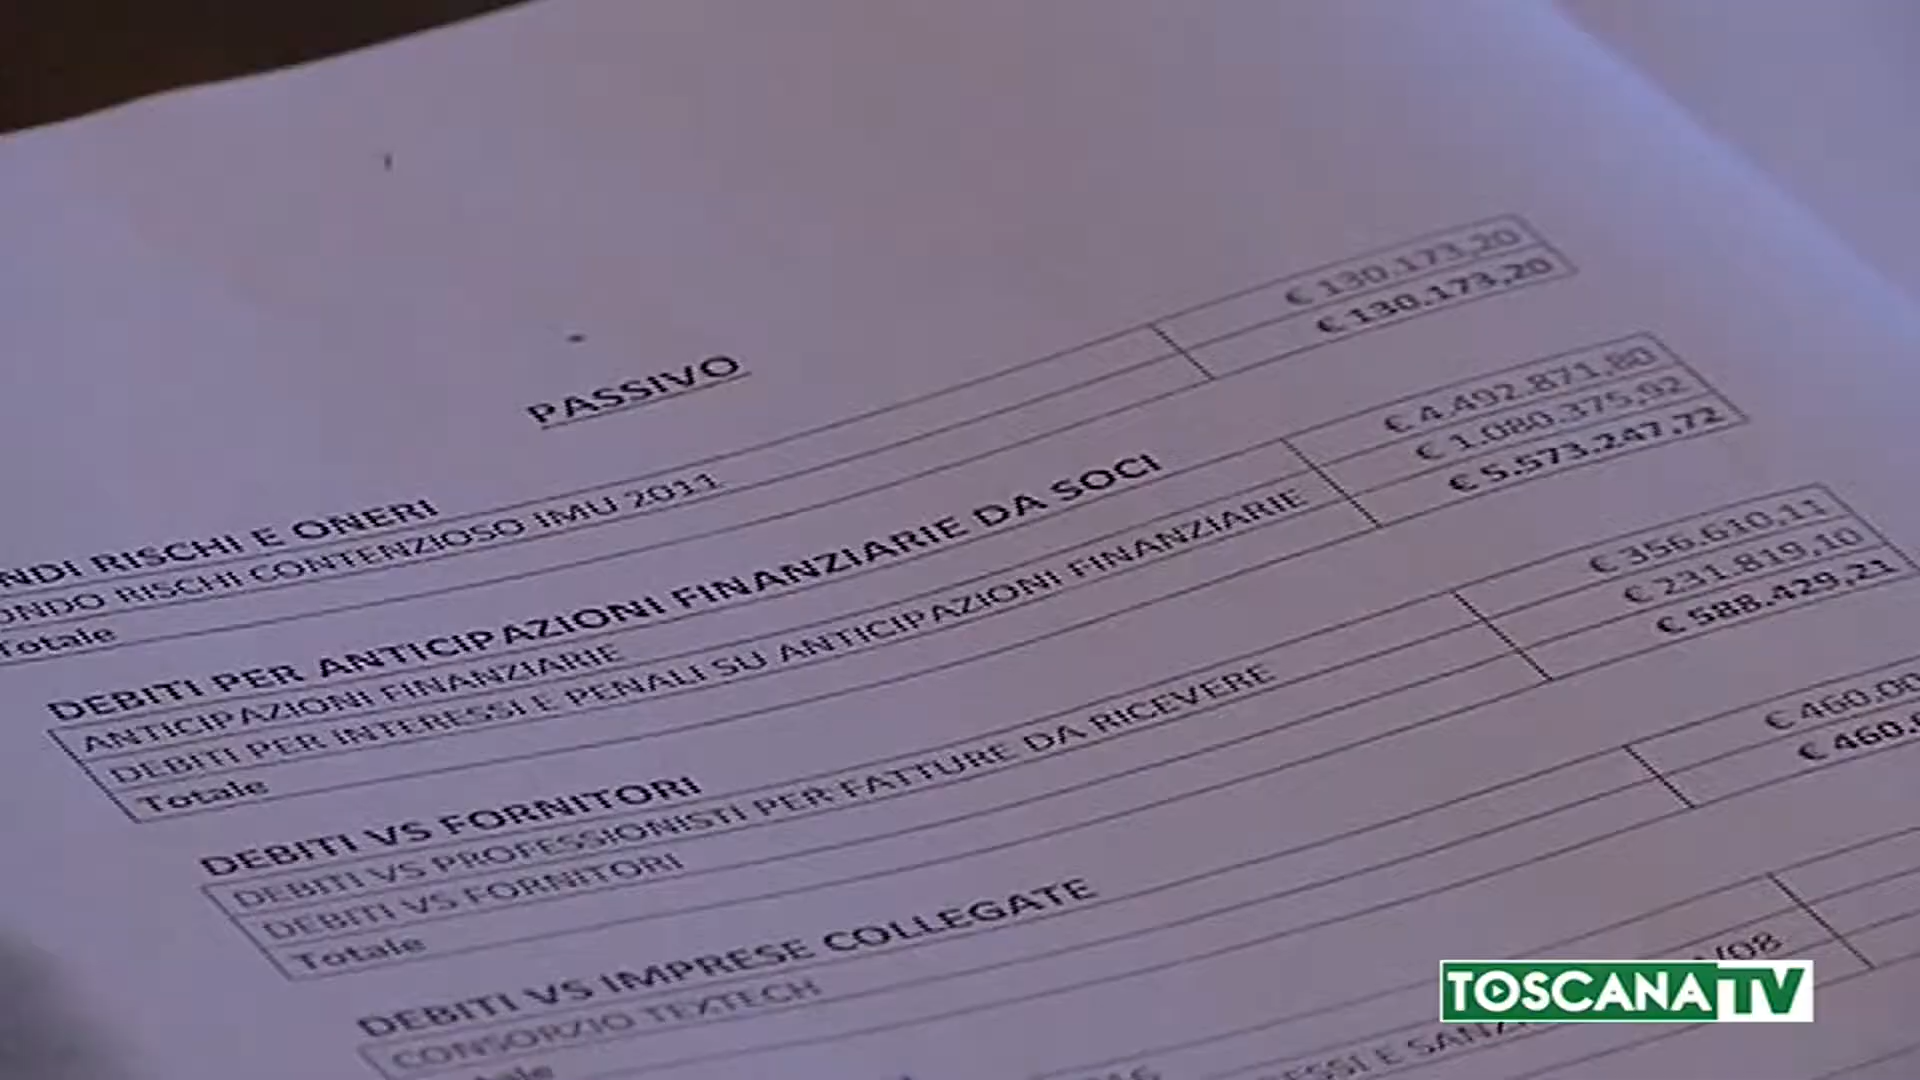 PASSIVO
NDI RISCHI E ONERI
ONDO RISCHI CONTENZIOSO IMU 2011 € 130.173,20
Totale € 130.173,20
DEBITI PER ANTICIPAZIONI FINANZIARIE DA SOCI
ANTICIPAZIONI FINANZIARIE € 4.492.871,80
DEBITI PER INTERESSI E PENALI SU ANTICIPAZIONI FINANZIARIE € 1.080.375,92
Totale € 5.573.247,72
DEBITI VS FORNITORI
DEBITI VS PROFESSIONISTI PER FATTURE DA RICEVERE € 356.610,11
DEBITI VS FORNITORI € 231.819,10
Totale € 588.429,21
DEBITI VS IMPRESE COLLEGATE
CONSORZIO TEXTECH € 460.00
ale € 460.
ESSI E SANZ /08
TOSCANA TV